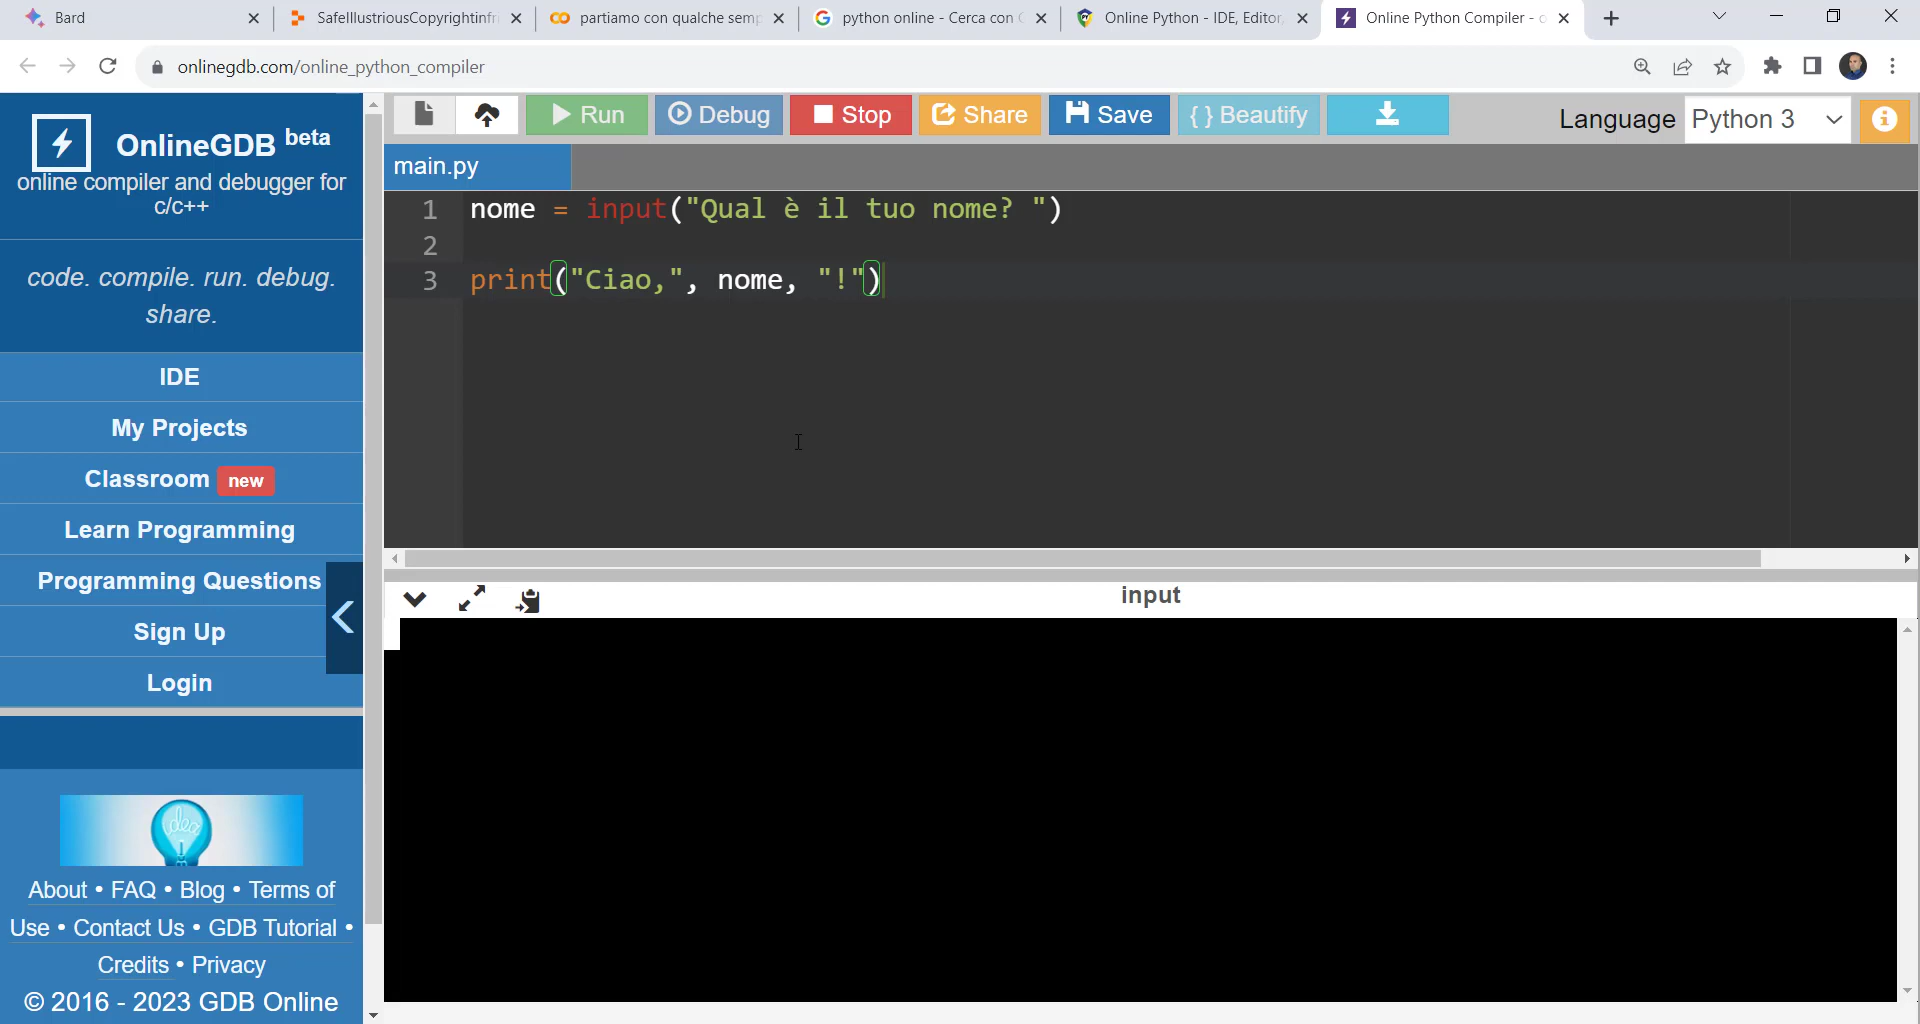 Bard
SafeIllustriousCopyrightinfri
partiamo con qualche semp
python online - Cerca con G
Online Python - IDE, Editor,
Online Python Compiler - o
onlinegdb.com/online_python_compiler
OnlineGDB beta
online compiler and debugger for
c/c++
code. compile. run. debug.
share.
IDE
My Projects
Classroom new
Learn Programming
Programming Questions
Sign Up
Login
idea
About • FAQ • Blog • Terms of
Use • Contact Us • GDB Tutorial •
Credits • Privacy
© 2016 - 2023 GDB Online
Run
Debug
Stop
Share
Save
{ } Beautify
Language Python 3
main.py
1 nome = input("Qual è il tuo nome? ")
2
3 print("Ciao,", nome, "!")
input